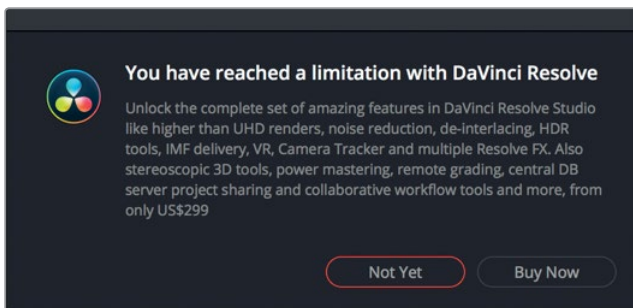 You have reached a limitation with DaVinci Resolve
Unlock the complete set of amazing features in DaVinci Resolve Studio
like higher than UHD renders, noise reduction, de-interlacing, HDR
tools, IMF delivery, VR, Camera Tracker and multiple Resolve FX. Also
stereoscopic 3D tools, power mastering, remote grading, central DB
server project sharing and collaborative workflow tools and more, from
only US$299
Not Yet
Buy Now